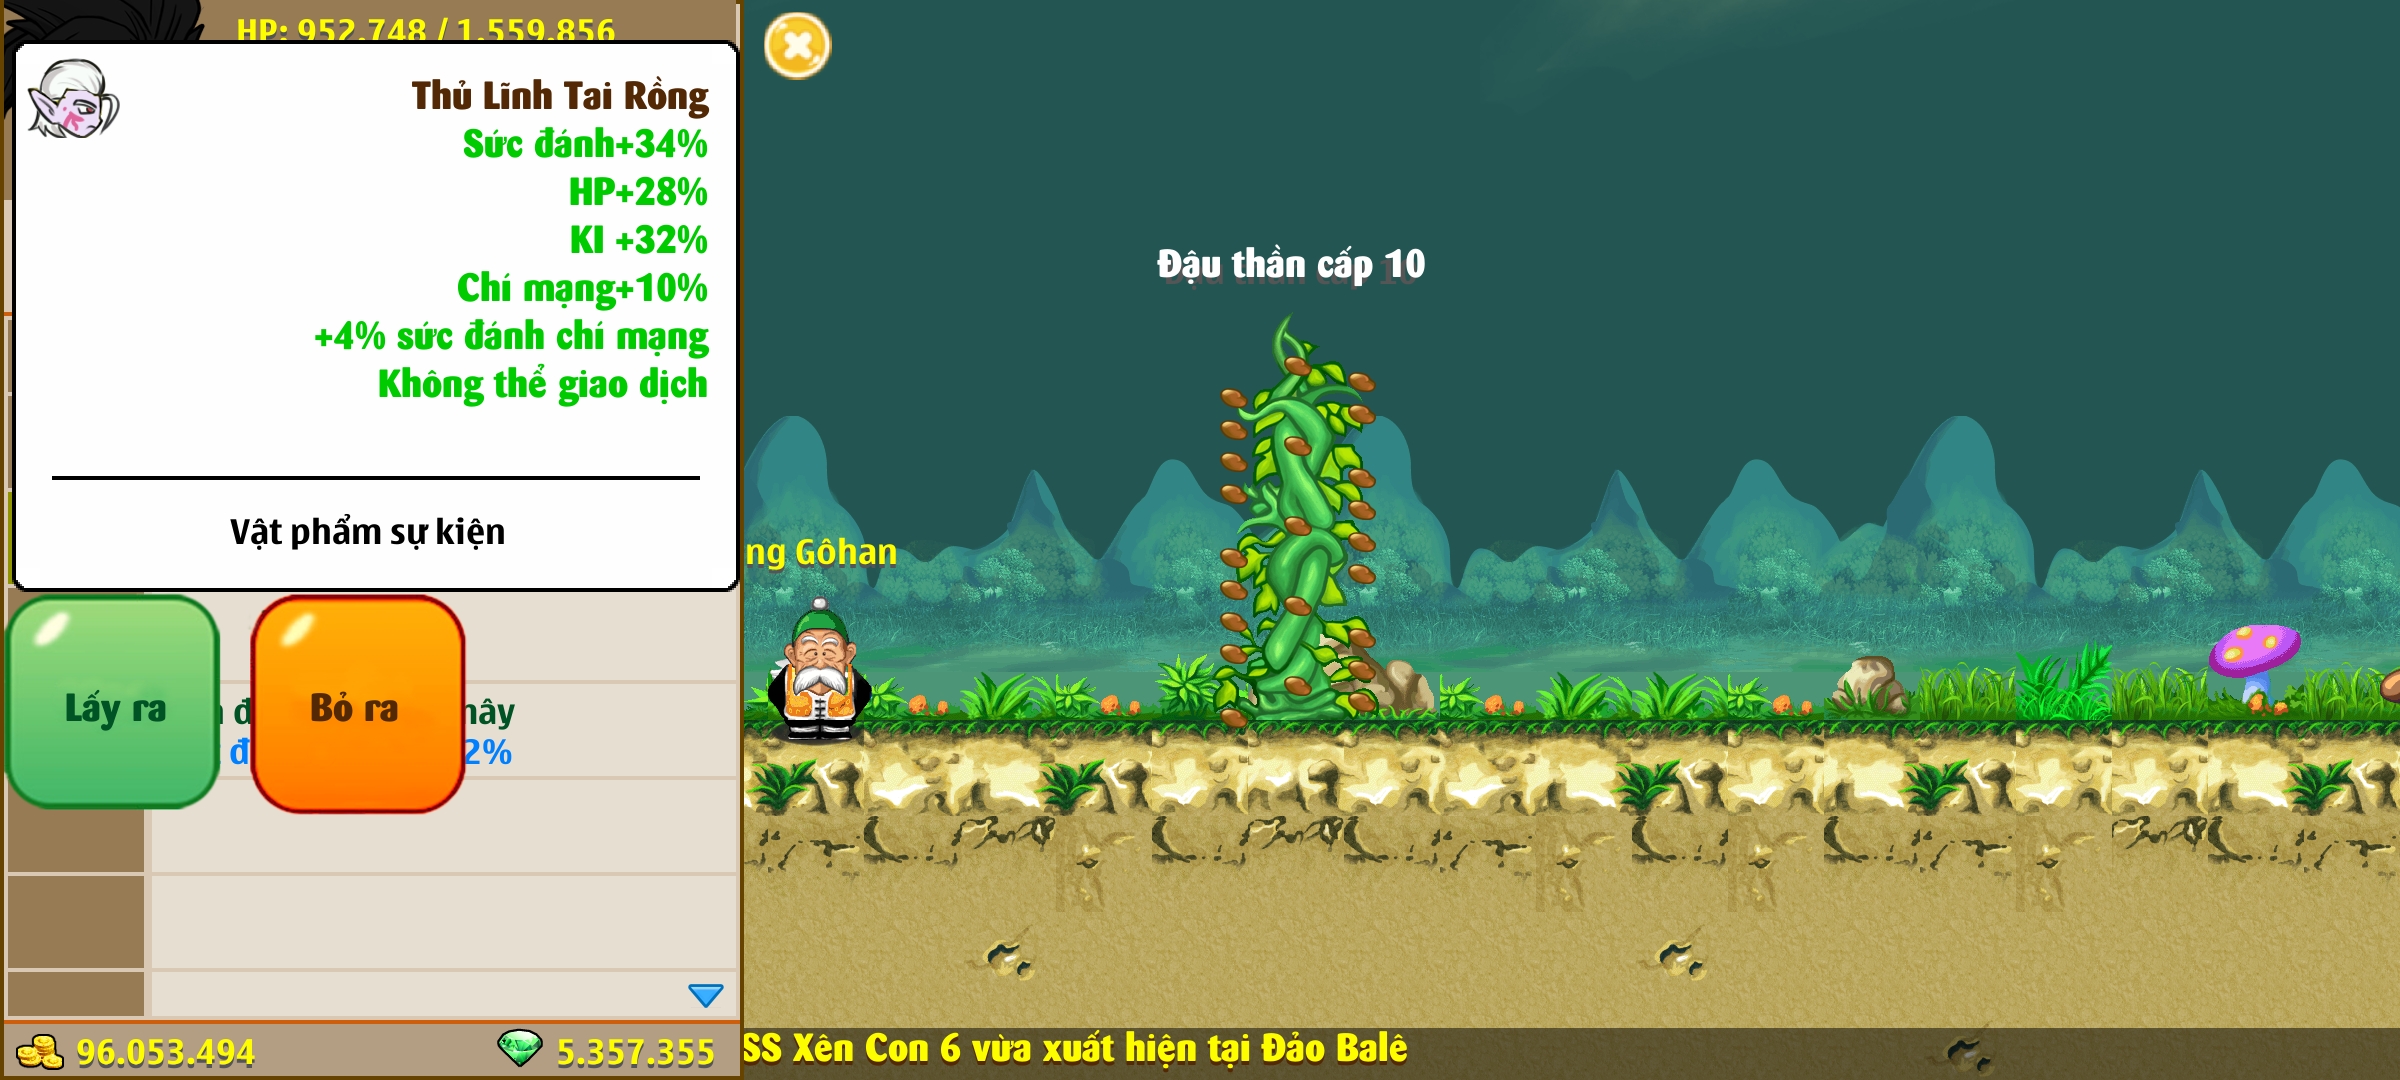 HP: 952.748 / 1.559.856
Thủ Lĩnh Tai Rồng
Sức đánh+34%
HP+28%
KI +32%
Chí mạng+10%
+4% sức đánh chí mạng
Không thể giao dịch
Vật phẩm sự kiện
Lấy ra
Bỏ ra
2%
96.053.494
5.357.355
Đậu thần cấp 10
ng Gôhan
SS Xên Con 6 vừa xuất hiện tại Đảo Balê